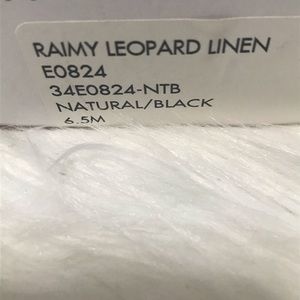 RAIMY LEOPARD LINEN
E0824
34E0824-NTB
NATURAL/BLACK
6.5M